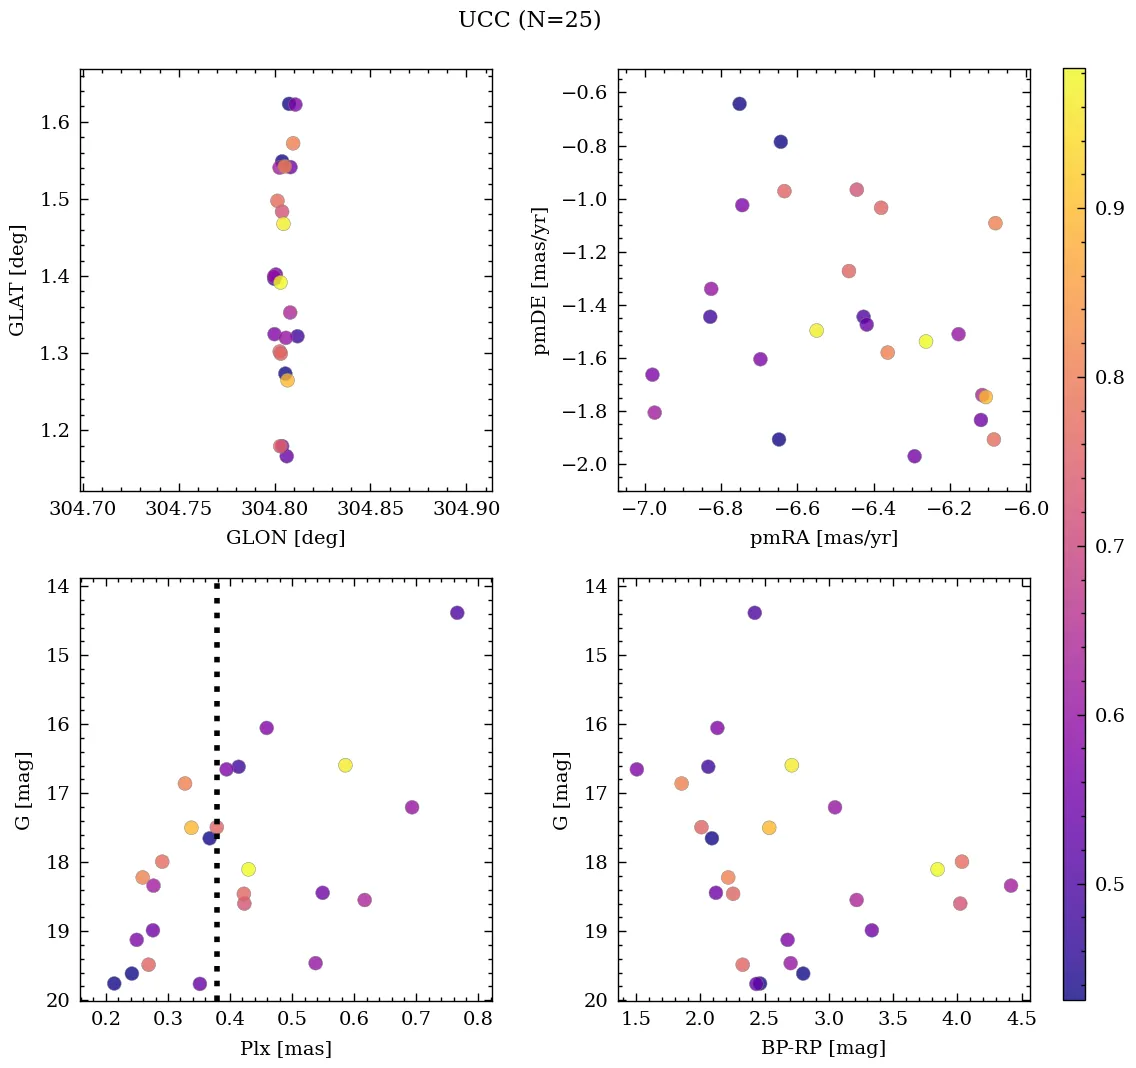 UCC (N=25)
1.6
1.5
1.4
1.3
1.2
GLAT [deg]
304.70 304.75 304.80 304.85 304.90
GLON [deg]
−0.6
−0.8
−1.0
−1.2
−1.4
−1.6
−1.8
−2.0
pmDE [mas/yr]
−7.0 −6.8 −6.6 −6.4 −6.2 −6.0
pmRA [mas/yr]
14
15
16
17
18
19
20
G [mag]
0.2 0.3 0.4 0.5 0.6 0.7 0.8
Plx [mas]
14
15
16
17
18
19
20
G [mag]
1.5 2.0 2.5 3.0 3.5 4.0 4.5
BP-RP [mag]
0.9
0.8
0.7
0.6
0.5